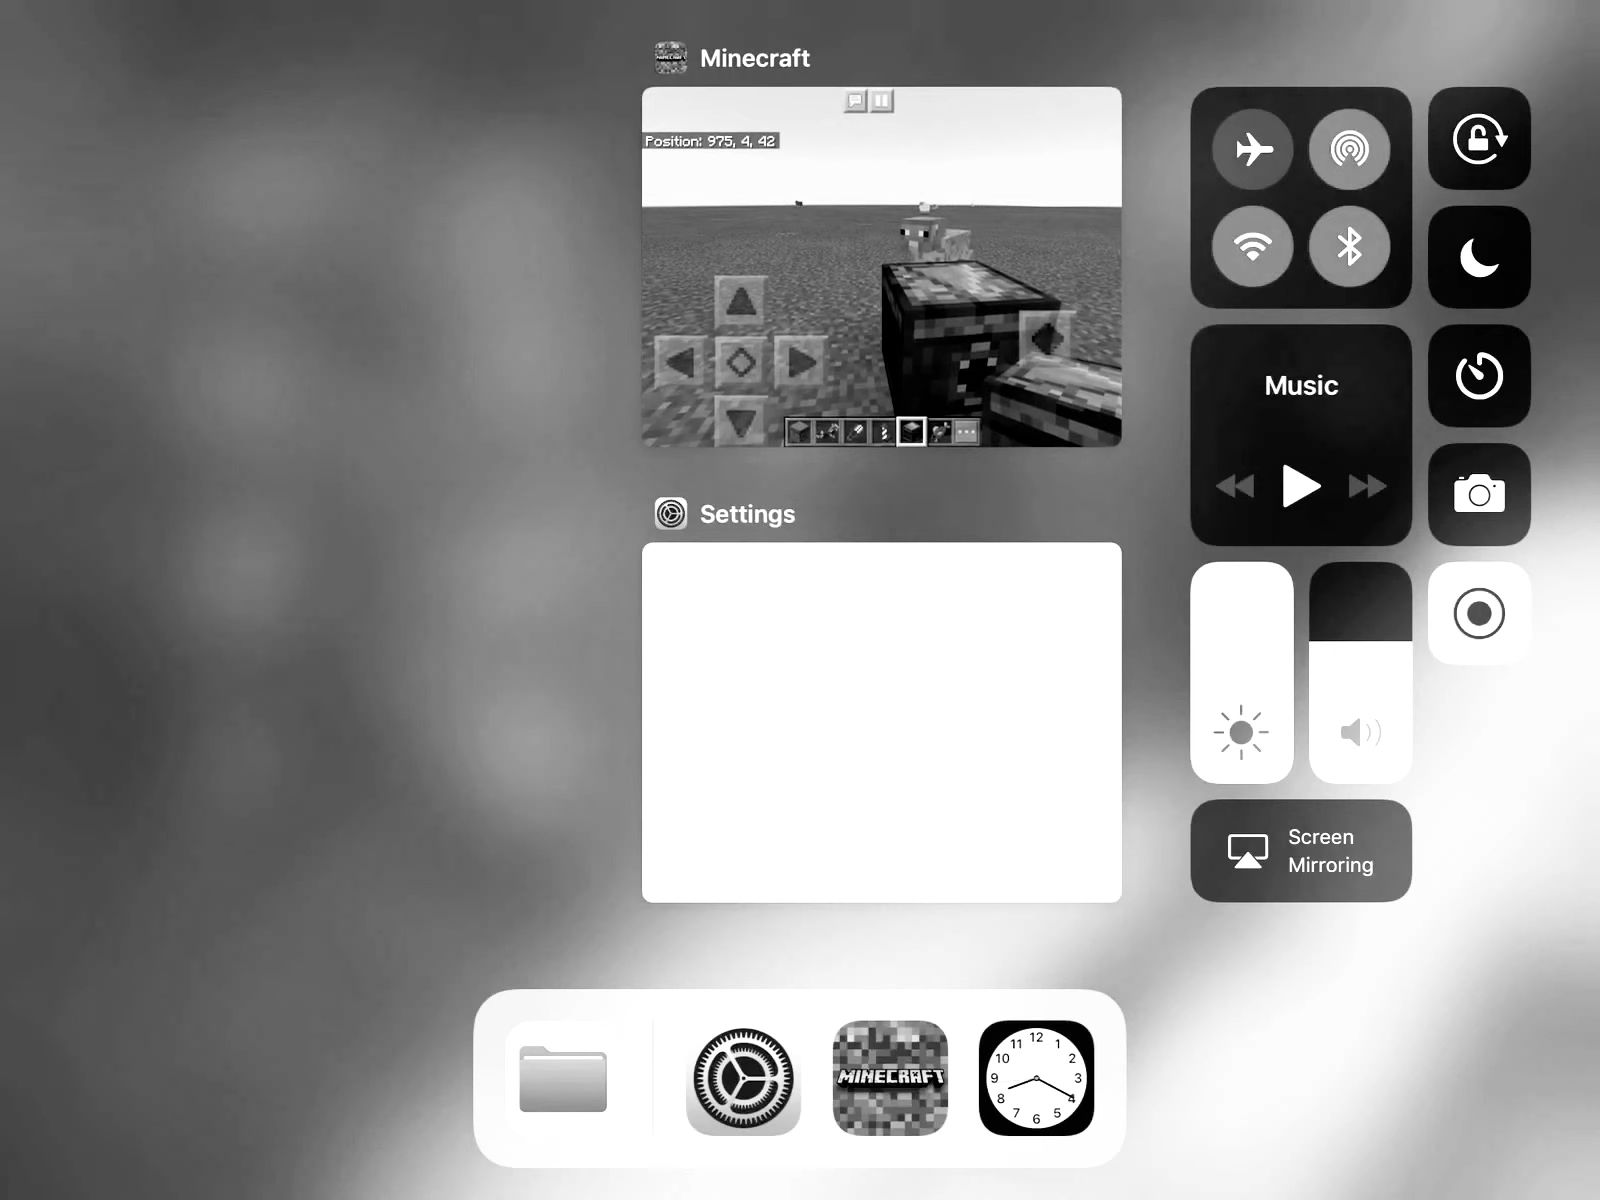 Minecraft
Position: 975, 4, 42
Settings
Music
Screen
Mirroring
MINECRAFT
12
11 1
10 2
9 3
8 4
7 5
6